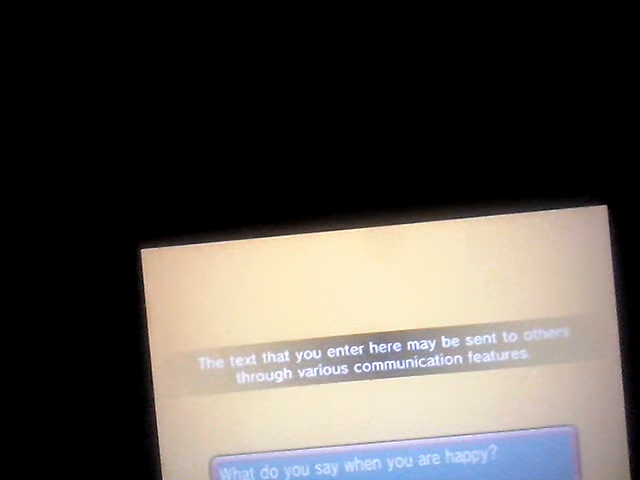 The text that you enter here may be sent to others
through various communication features.
What do you say when you are happy?